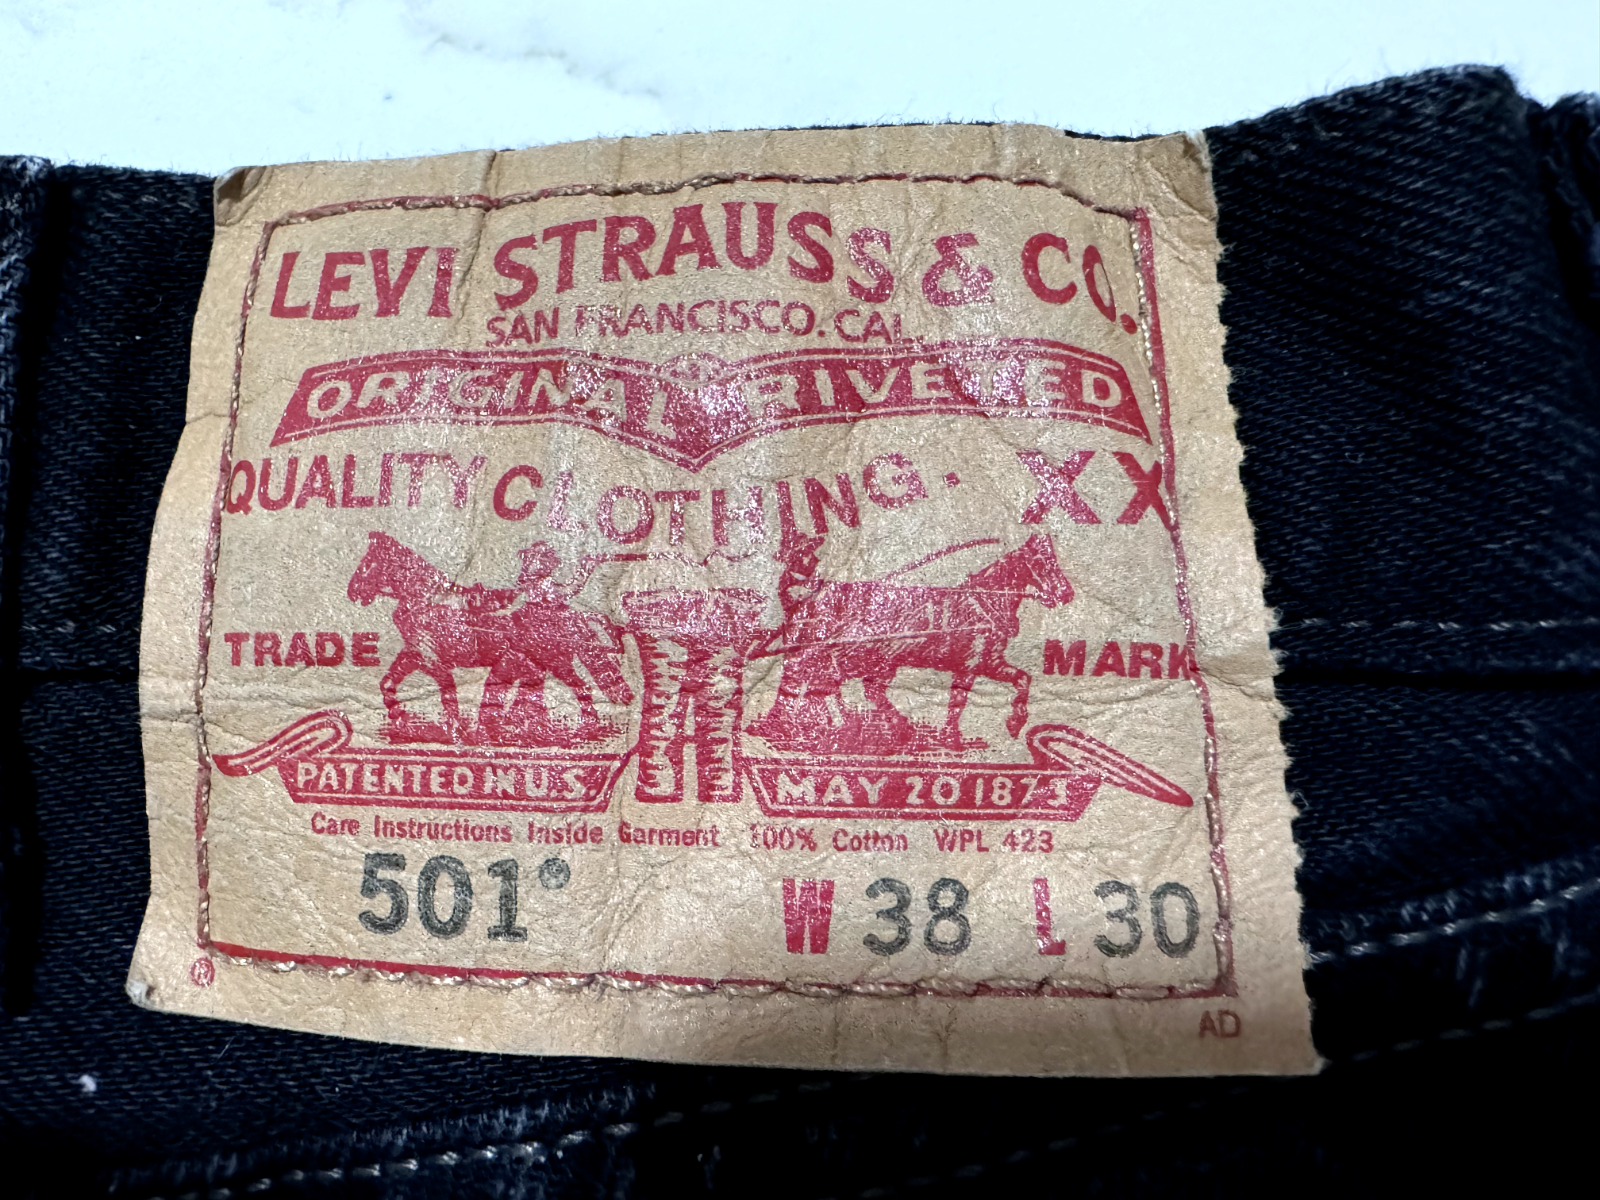 LEVI STRAUSS & CO.
SAN FRANCISCO. CAL.
ORIGINAL RIVETED
QUALITY CLOTHING. XX
TRADE MARK
PATENTED IN U.S. MAY 20 1873
Care Instructions Inside Garment 100% Cotton WPL 423
501® W 38 L 30
®
AD